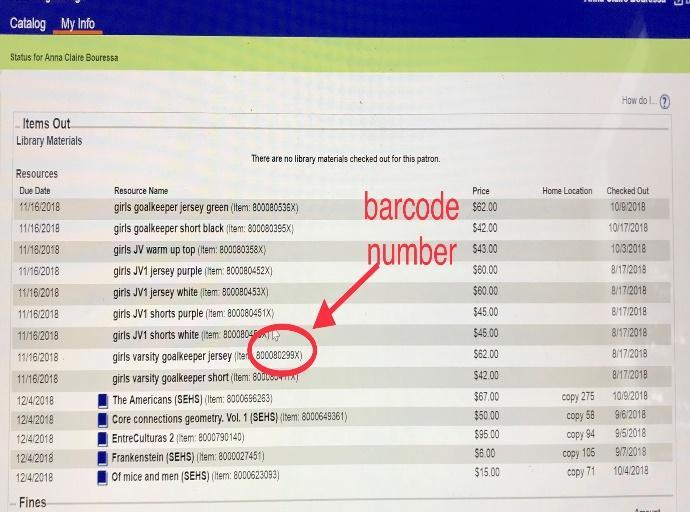 Catalog My Info
Status for Anna Claire Bouressa
How do I... ?
Items Out
Library Materials
There are no library materials checked out for this patron.
Resources
Due Date Resource Name Price Home Location Checked Out
11/16/2018 girls goalkeeper jersey green (Item: 800080536X) $62.00 10/9/2018
11/16/2018 girls goalkeeper short black (Item: 800080395X) $42.00 10/17/2018
11/16/2018 girls JV warm up top (Item: 800080358X) $43.00 10/3/2018
11/16/2018 girls JV1 jersey purple (Item: 800080452X) $60.00 8/17/2018
11/16/2018 girls JV1 jersey white (Item: 800080453X) $60.00 8/17/2018
11/16/2018 girls JV1 shorts purple (Item: 800080451X) $45.00 8/17/2018
11/16/2018 girls JV1 shorts white (Item: $45.00 8/17/2018
11/16/2018 girls varsity goalkeeper jersey (Item: 800080299X) $62.00 8/17/2018
11/16/2018 girls varsity goalkeeper short (Item: $42.00 8/17/2018
12/4/2018 The Americans (SEHS) (Item: 8000696263) $67.00 copy 275 10/9/2018
12/4/2018 Core connections geometry. Vol. 1 (SEHS) (Item: 8000649361) $50.00 copy 58 9/6/2018
12/4/2018 EntreCulturas 2 (Item: 8000790140) $95.00 copy 94 9/5/2018
12/4/2018 Frankenstein (SEHS) (Item: 8000027451) $6.00 copy 105 9/7/2018
12/4/2018 Of mice and men (SEHS) (Item: 8000623093) $15.00 copy 71 10/4/2018
Fines
barcode
number